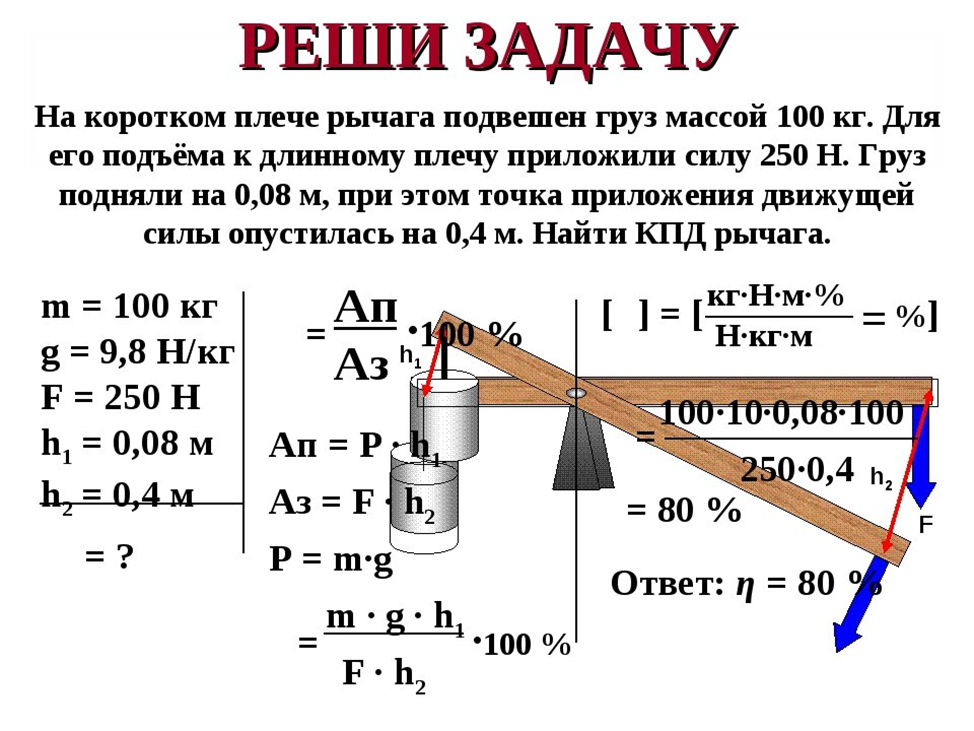 РЕШИ ЗАДАЧУ
На коротком плече рычага подвешен груз массой 100 кг. Для
его подъёма к длинному плечу приложили силу 250 Н. Груз
подняли на 0,08 м, при этом точка приложения движущей
силы опустилась на 0,4 м. Найти КПД рычага.
m = 100 кг
g = 9,8 Н/кг
F = 250 Н
h₁ = 0,08 м
h₂ = 0,4 м
= ?
= Ап/Аз ·100 %
h₁
Ап = P · h₁
Аз = F · h₂
P = m·g
= m · g · h₁ / F · h₂ ·100 %
[ ] = [кг·Н·м·% / Н·кг·м = %]
= 100·10·0,08·100 / 250·0,4
h₂
= 80 %
F
Ответ: η = 80 %